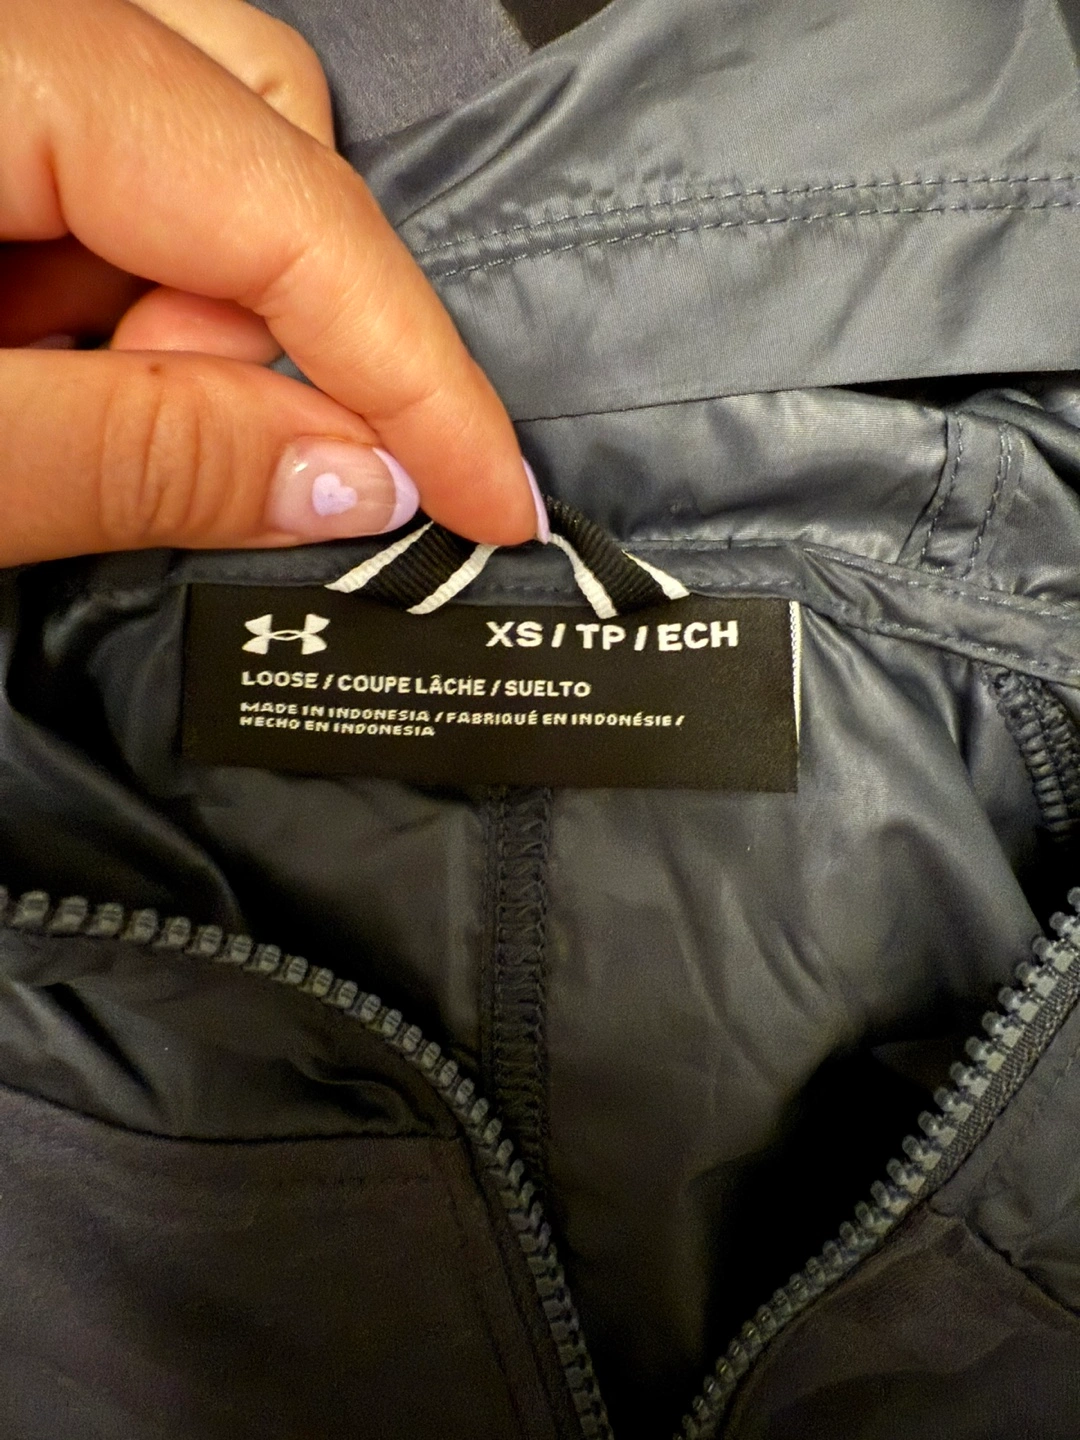 XS / TP / ECH
LOOSE / COUPE LÂCHE / SUELTO
MADE IN INDONESIA / FABRIQUÉ EN INDONÉSIE /
HECHO EN INDONESIA